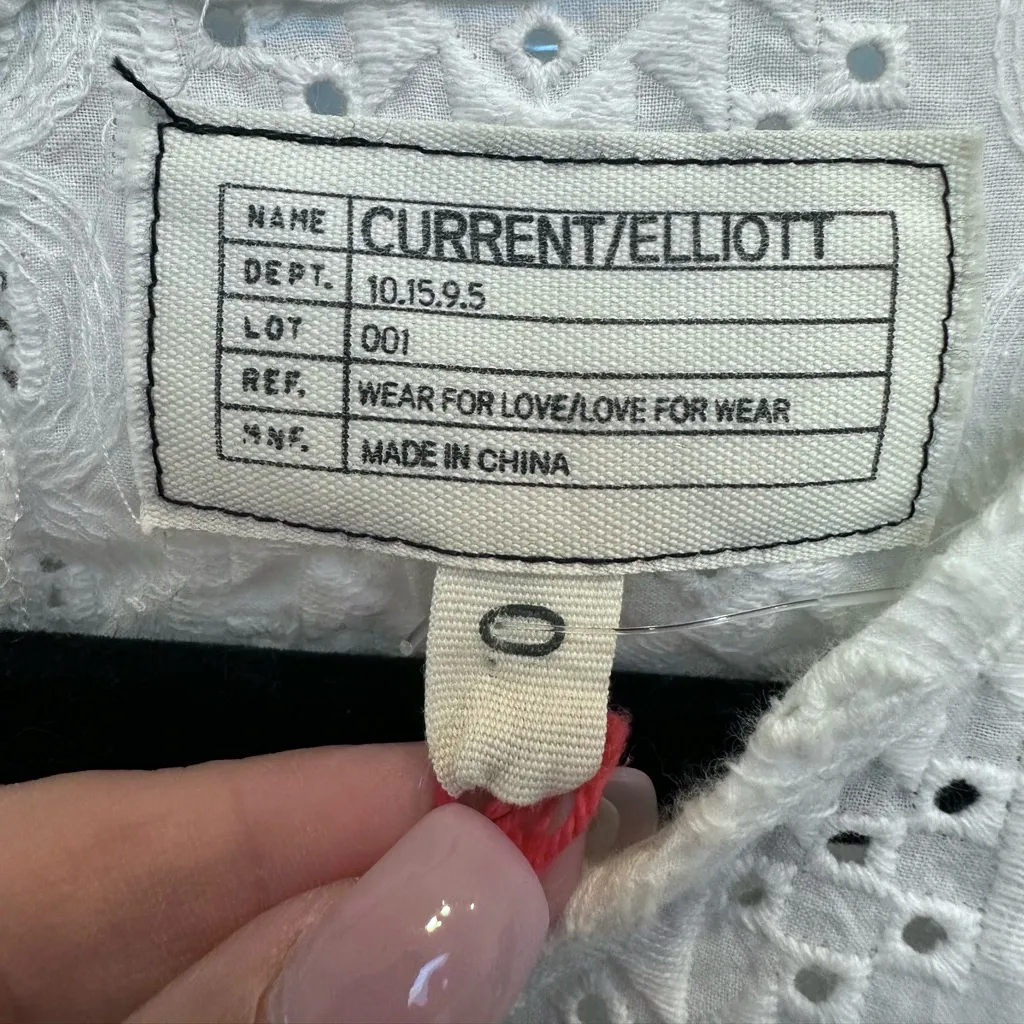 NAME CURRENT/ELLIOTT
DEPT. 10.15.9.5
LOT 001
REF. WEAR FOR LOVE/LOVE FOR WEAR
MNF. MADE IN CHINA
0